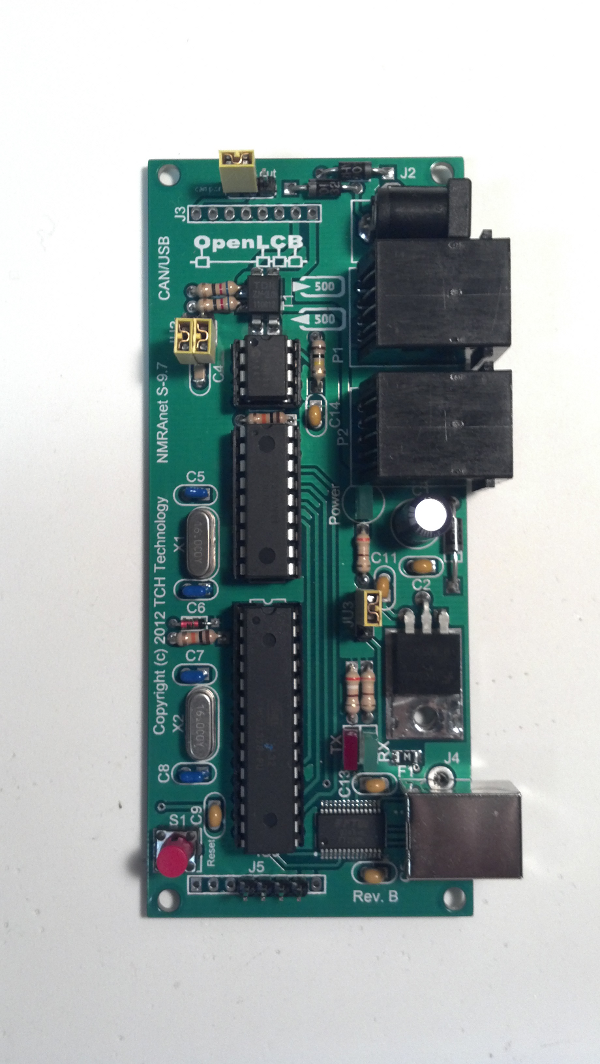 J2
J3
OpenLCB
CAN/USB
500
500
P1
C4
C14
P2
NMRAnet S-9.7
C5
Power
X1
C11
C2
C6
JU3
Copyright (c) 2012 TCH Technology
C7
X2
TX
RX
J4
F1
C8
C13
C9
S1
Reset
J5
Rev. B